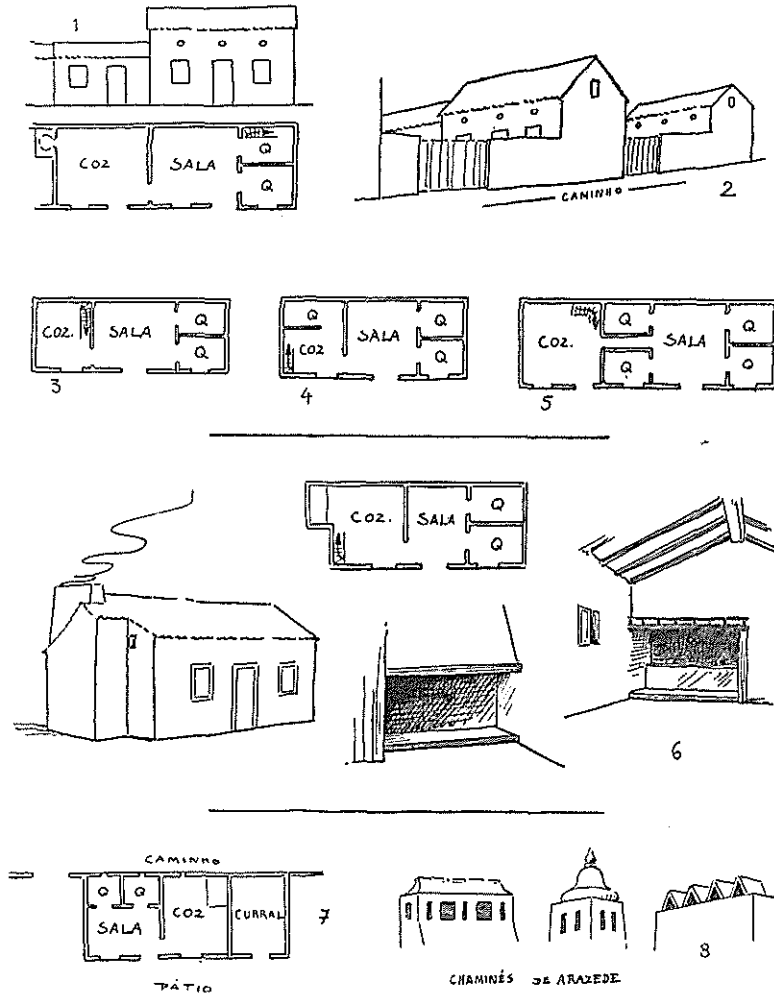 1
COZ SALA Q
Q
CAMINHO 2
COZ. SALA Q
Q
3
Q SALA Q
COZ Q
4
COZ. Q SALA Q
Q Q
5
COZ. SALA Q
Q
6
CAMINHO
Q Q COZ CURRAL 7
SALA
PÁTIO
8
CHAMINÉS DE ARAZEDE